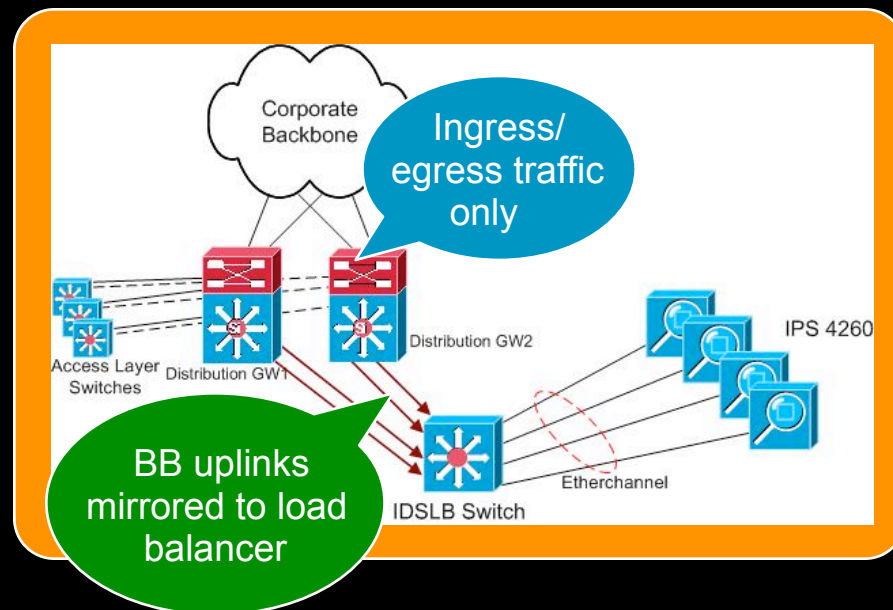 Corporate
Backbone
Ingress/
egress traffic
only
Access Layer
Switches
Distribution GW1
Distribution GW2
IPS 4260
BB uplinks
mirrored to load
balancer
Etherchannel
IDSLB Switch